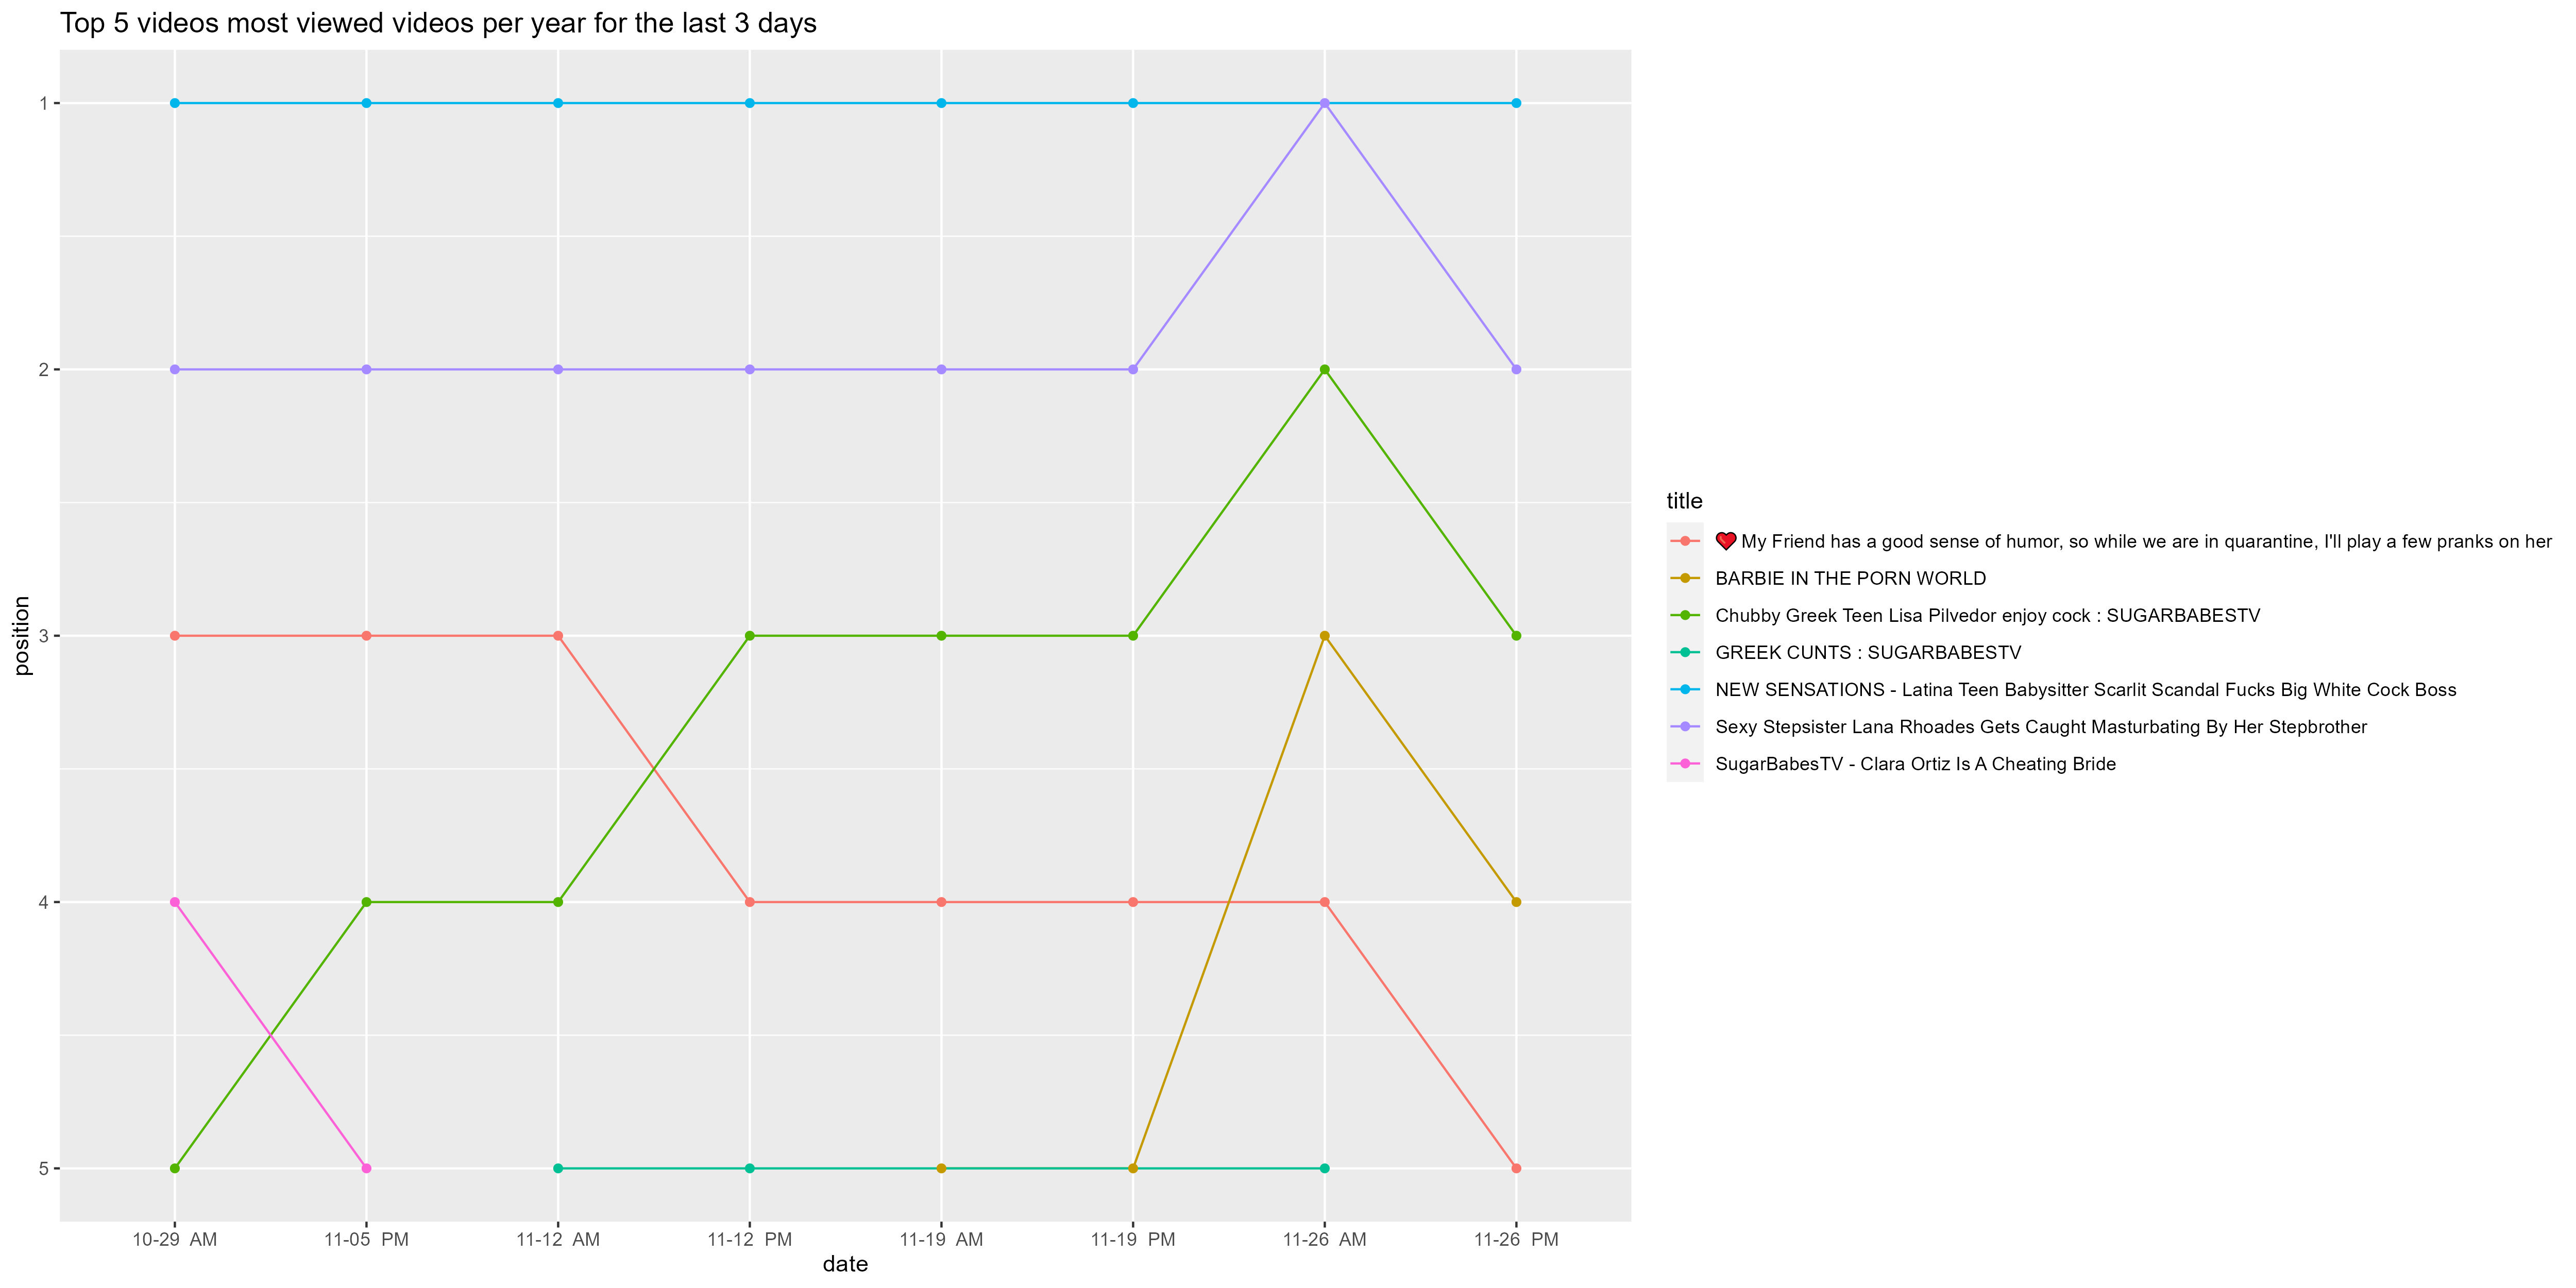 Top 5 videos most viewed videos per year for the last 3 days
position
1
2
3
4
5
10-29 AM
11-05 PM
11-12 AM
11-12 PM
11-19 AM
11-19 PM
11-26 AM
11-26 PM
date
title
❤️ My Friend has a good sense of humor, so while we are in quarantine, I'll play a few pranks on her
BARBIE IN THE PORN WORLD
Chubby Greek Teen Lisa Pilvedor enjoy cock : SUGARBABESTV
GREEK CUNTS : SUGARBABESTV
NEW SENSATIONS - Latina Teen Babysitter Scarlit Scandal Fucks Big White Cock Boss
Sexy Stepsister Lana Rhoades Gets Caught Masturbating By Her Stepbrother
SugarBabesTV - Clara Ortiz Is A Cheating Bride